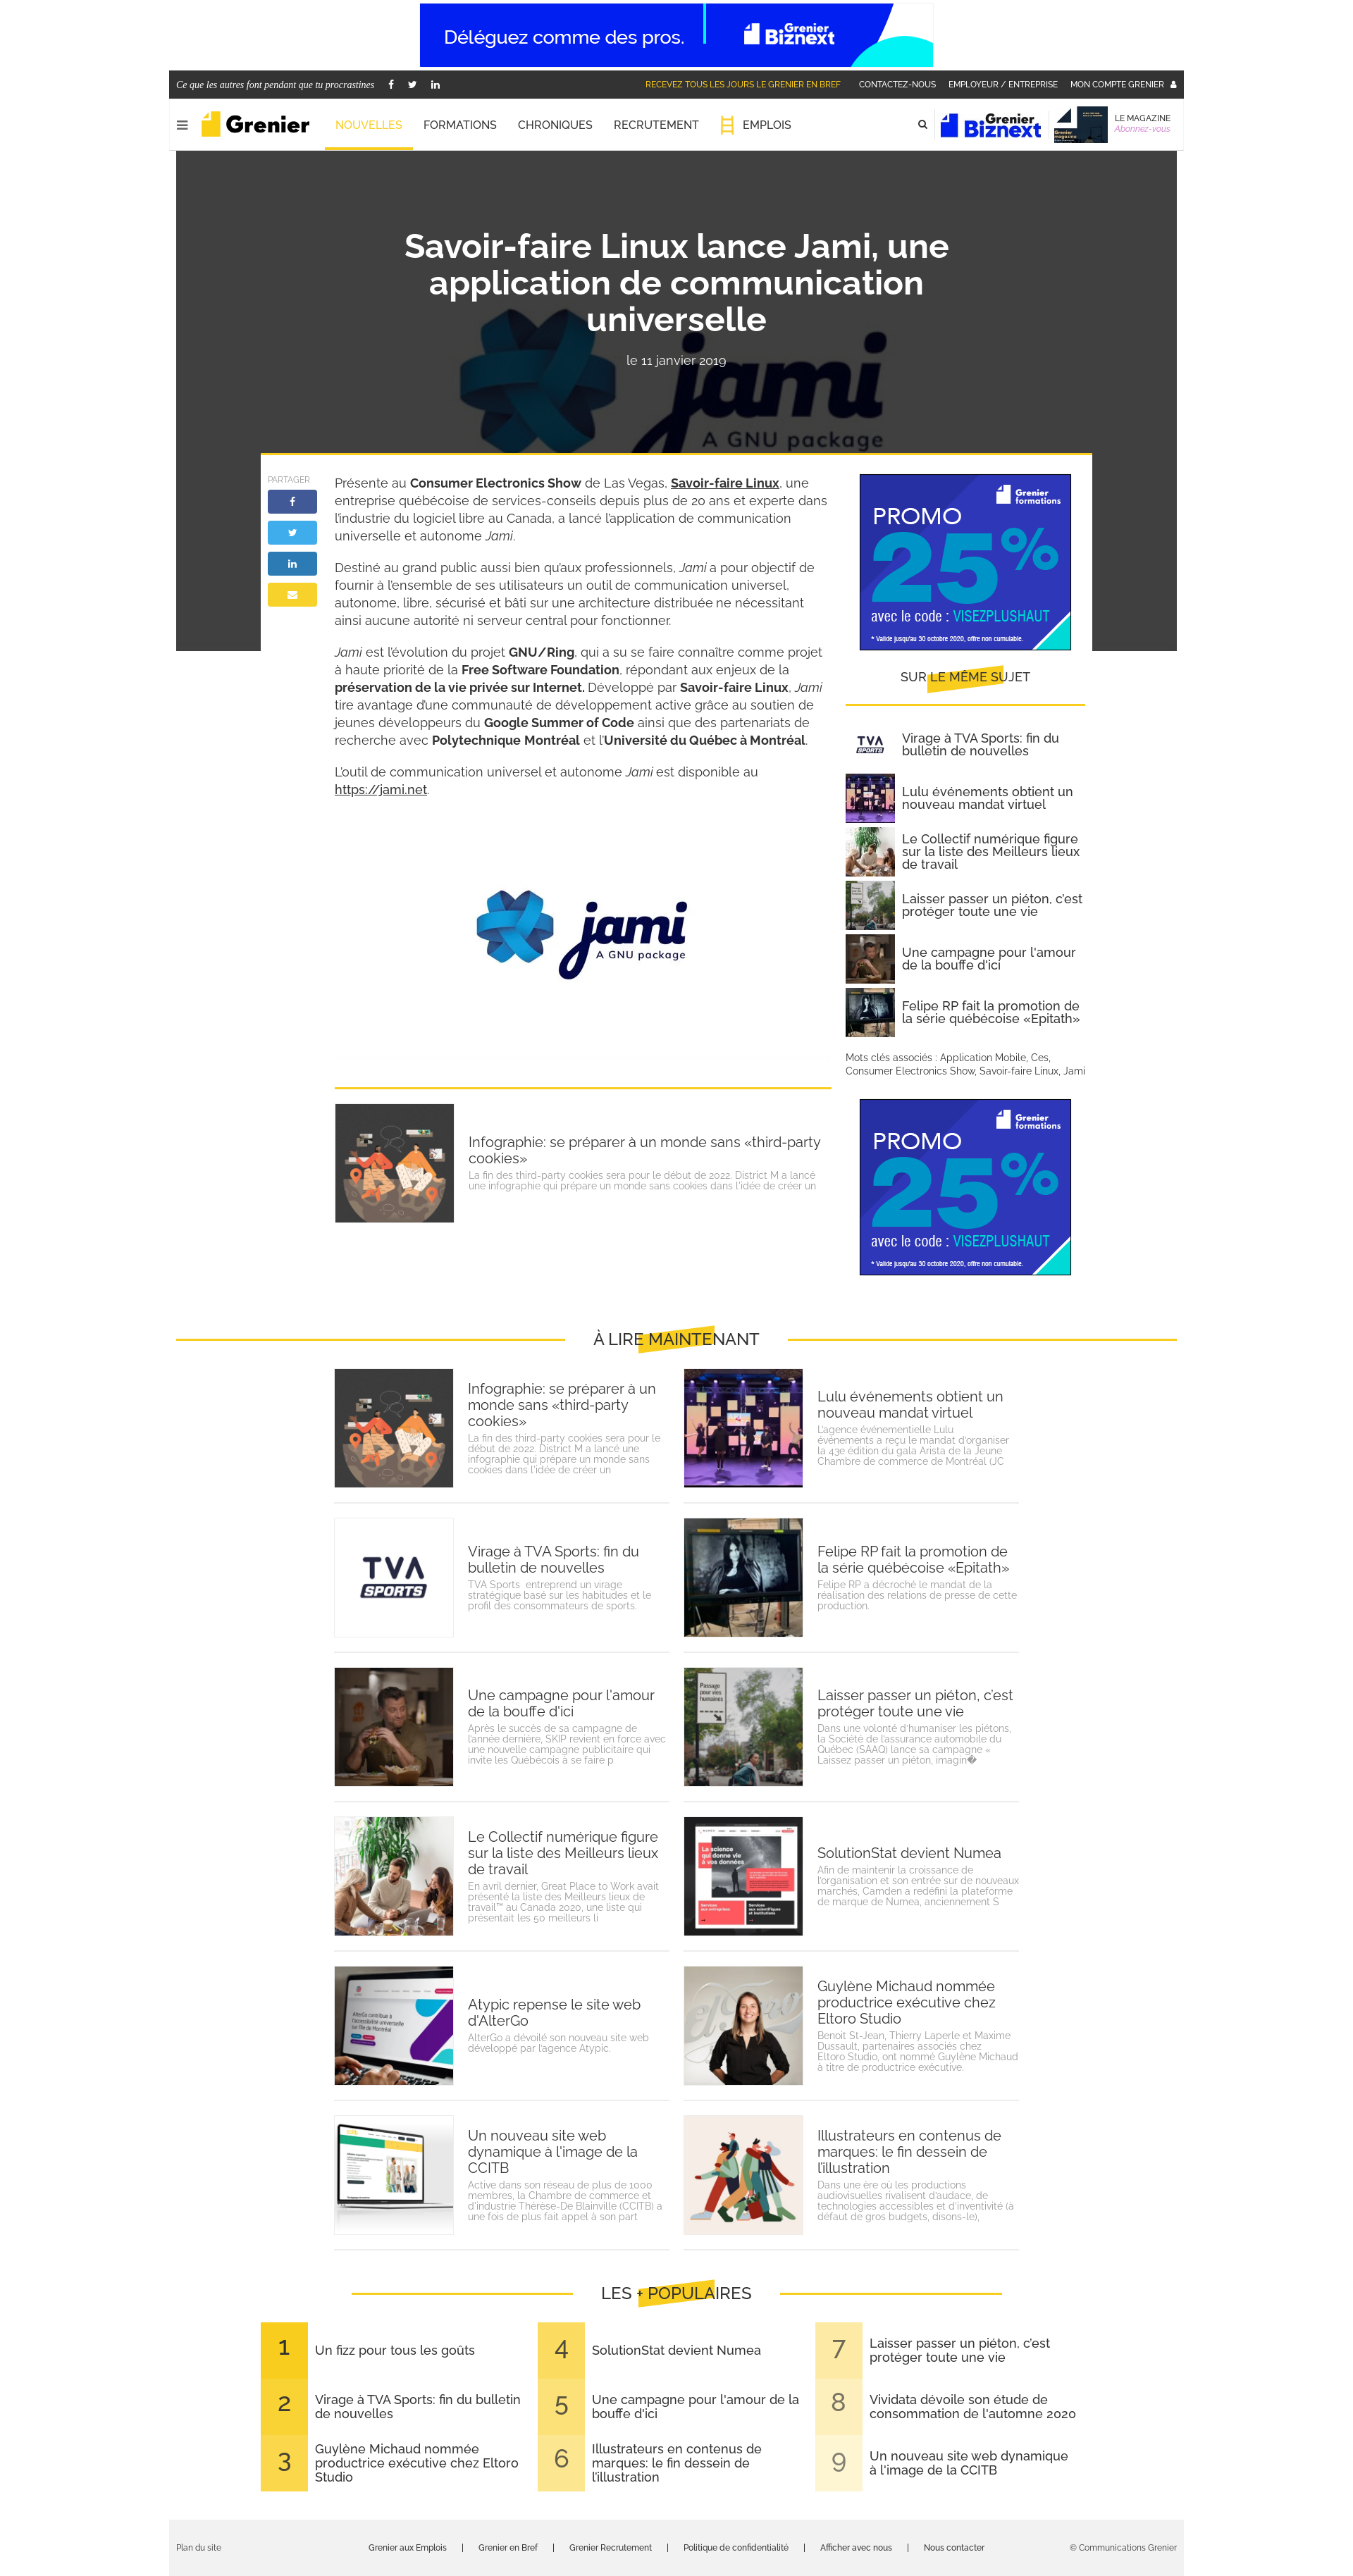 Déléguez comme des pros.
Grenier
Biznext
Ce que les autres font pendant que tu procrastines
RECEVEZ TOUS LES JOURS LE GRENIER EN BREF
CONTACTEZ-NOUS
EMPLOYEUR / ENTREPRISE
MON COMPTE GRENIER
Grenier
NOUVELLES
FORMATIONS
CHRONIQUES
RECRUTEMENT
EMPLOIS
Grenier
Biznext
LE MAGAZINE
Abonnez-vous
Savoir-faire Linux lance Jami, une
application de communication
universelle
le 11 janvier 2019
jami
A GNU package
PARTAGER
Présente au Consumer Electronics Show de Las Vegas, Savoir-faire Linux, une
entreprise québécoise de services-conseils depuis plus de 20 ans et experte dans
l'industrie du logiciel libre au Canada, a lancé l'application de communication
universelle et autonome Jami.
Destiné au grand public aussi bien qu'aux professionnels, Jami a pour objectif de
fournir à l'ensemble de ses utilisateurs un outil de communication universel,
autonome, libre, sécurisé et bâti sur une architecture distribuée ne nécessitant
ainsi aucune autorité ni serveur central pour fonctionner.
Jami est l'évolution du projet GNU/Ring, qui a su se faire connaître comme projet
à haute priorité de la Free Software Foundation, répondant aux enjeux de la
préservation de la vie privée sur Internet. Développé par Savoir-faire Linux, Jami
tire avantage d'une communauté de développement active grâce au soutien de
jeunes développeurs du Google Summer of Code ainsi que des partenariats de
recherche avec Polytechnique Montréal et l'Université du Québec à Montréal.
L'outil de communication universel et autonome Jami est disponible au
https://jami.net.
jami
A GNU package
Infographie: se préparer à un monde sans «third-party
cookies»
La fin des third-party cookies sera pour le début de 2022. District M a lancé
une infographie qui prépare un monde sans cookies dans l'idée de créer un
Grenier
formations
PROMO
25%
avec le code : VISEZPLUSHAUT
* Valide jusqu'au 30 octobre 2020, offre non cumulable.
SUR LE MÊME SUJET
TVA
SPORTS
Virage à TVA Sports: fin du
bulletin de nouvelles
Lulu événements obtient un
nouveau mandat virtuel
Le Collectif numérique figure
sur la liste des Meilleurs lieux
de travail
Laisser passer un piéton, c'est
protéger toute une vie
Une campagne pour l'amour
de la bouffe d'ici
Felipe RP fait la promotion de
la série québécoise «Epitath»
Mots clés associés : Application Mobile, Ces,
Consumer Electronics Show, Savoir-faire Linux, Jami
Grenier
formations
PROMO
25%
avec le code : VISEZPLUSHAUT
* Valide jusqu'au 30 octobre 2020, offre non cumulable.
À LIRE MAINTENANT
Infographie: se préparer à un
monde sans «third-party
cookies»
La fin des third-party cookies sera pour le
début de 2022. District M a lancé une
infographie qui prépare un monde sans
cookies dans l'idée de créer un
Lulu événements obtient un
nouveau mandat virtuel
L'agence événementielle Lulu
événements a reçu le mandat d'organiser
la 43e édition du gala Arista de la Jeune
Chambre de commerce de Montréal (JC
TVA
SPORTS
Virage à TVA Sports: fin du
bulletin de nouvelles
TVA Sports entreprend un virage
stratégique basé sur les habitudes et le
profil des consommateurs de sports.
Felipe RP fait la promotion de
la série québécoise «Epitath»
Felipe RP a décroché le mandat de la
réalisation des relations de presse de cette
production.
Une campagne pour l'amour
de la bouffe d'ici
Après le succès de sa campagne de
l'année dernière, SKIP revient en force avec
une nouvelle campagne publicitaire qui
invite les Québécois à se faire p
Passage
pour vies
humaines
Laisser passer un piéton, c'est
protéger toute une vie
Dans une volonté d'humaniser les piétons,
la Société de l'assurance automobile du
Québec (SAAQ) lance sa campagne «
Laissez passer un piéton, imagin�
Le Collectif numérique figure
sur la liste des Meilleurs lieux
de travail
En avril dernier, Great Place to Work avait
présenté la liste des Meilleurs lieux de
travail™ au Canada 2020, une liste qui
présentait les 50 meilleurs li
La science
qui donne vie
à vos données
SolutionStat devient Numea
Afin de maintenir la croissance de
l'organisation et son entrée sur de nouveaux
marchés, Camden a redéfini la plateforme
de marque de Numea, anciennement S
AlterGo contribue à
l'accessibilité universelle
sur l'île de Montréal
Atypic repense le site web
d'AlterGo
AlterGo a dévoilé son nouveau site web
développé par l'agence Atypic.
Guylène Michaud nommée
productrice exécutive chez
Eltoro Studio
Benoit St-Jean, Thierry Laperle et Maxime
Dussault, partenaires associés chez
Eltoro Studio, ont nommé Guylène Michaud
à titre de productrice exécutive.
Un nouveau site web
dynamique à l'image de la
CCITB
Active dans son réseau de plus de 1000
membres, la Chambre de commerce et
d'industrie Thérèse-De Blainville (CCITB) a
une fois de plus fait appel à son part
Illustrateurs en contenus de
marques: le fin dessein de
l'illustration
Dans une ère où les productions
audiovisuelles rivalisent d'audace, de
technologies accessibles et d'inventivité (à
défaut de gros budgets, disons-le),
LES + POPULAIRES
1
Un fizz pour tous les goûts
2
Virage à TVA Sports: fin du bulletin
de nouvelles
3
Guylène Michaud nommée
productrice exécutive chez Eltoro
Studio
4
SolutionStat devient Numea
5
Une campagne pour l'amour de la
bouffe d'ici
6
Illustrateurs en contenus de
marques: le fin dessein de
l'illustration
7
Laisser passer un piéton, c'est
protéger toute une vie
8
Vividata dévoile son étude de
consommation de l'automne 2020
9
Un nouveau site web dynamique
à l'image de la CCITB
Plan du site
Grenier aux Emplois
Grenier en Bref
Grenier Recrutement
Politique de confidentialité
Afficher avec nous
Nous contacter
© Communications Grenier